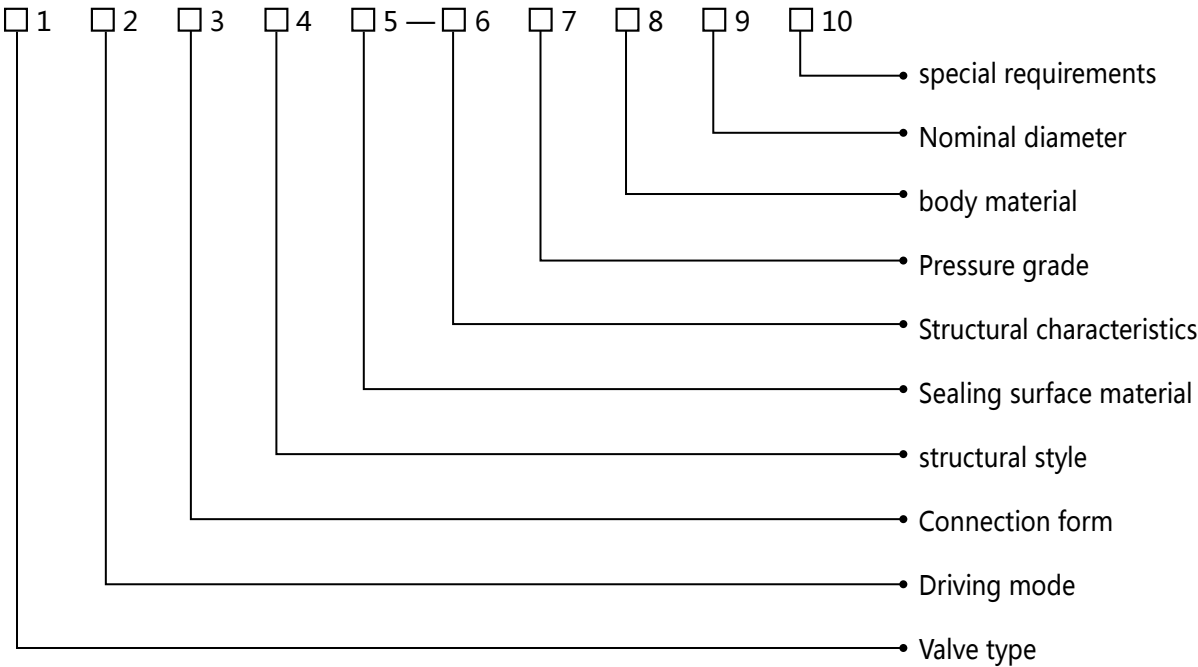 □1 □2 □3 □4 □5—□6 □7 □8 □9 □10
special requirements
Nominal diameter
body material
Pressure grade
Structural characteristics
Sealing surface material
structural style
Connection form
Driving mode
Valve type